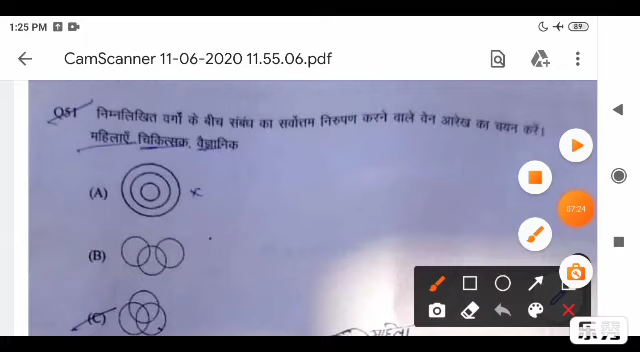 1:25 PM
89
CamScanner 11-06-2020 11.55.06.pdf
Q51 निम्नलिखित वर्गों के बीच संबंध का सर्वोत्तम निरुपण करने वाले वेन आरेख का चयन करें।
महिलाएँ, चिकित्सक, वैज्ञानिक
(A)
(B)
(C)
07:24